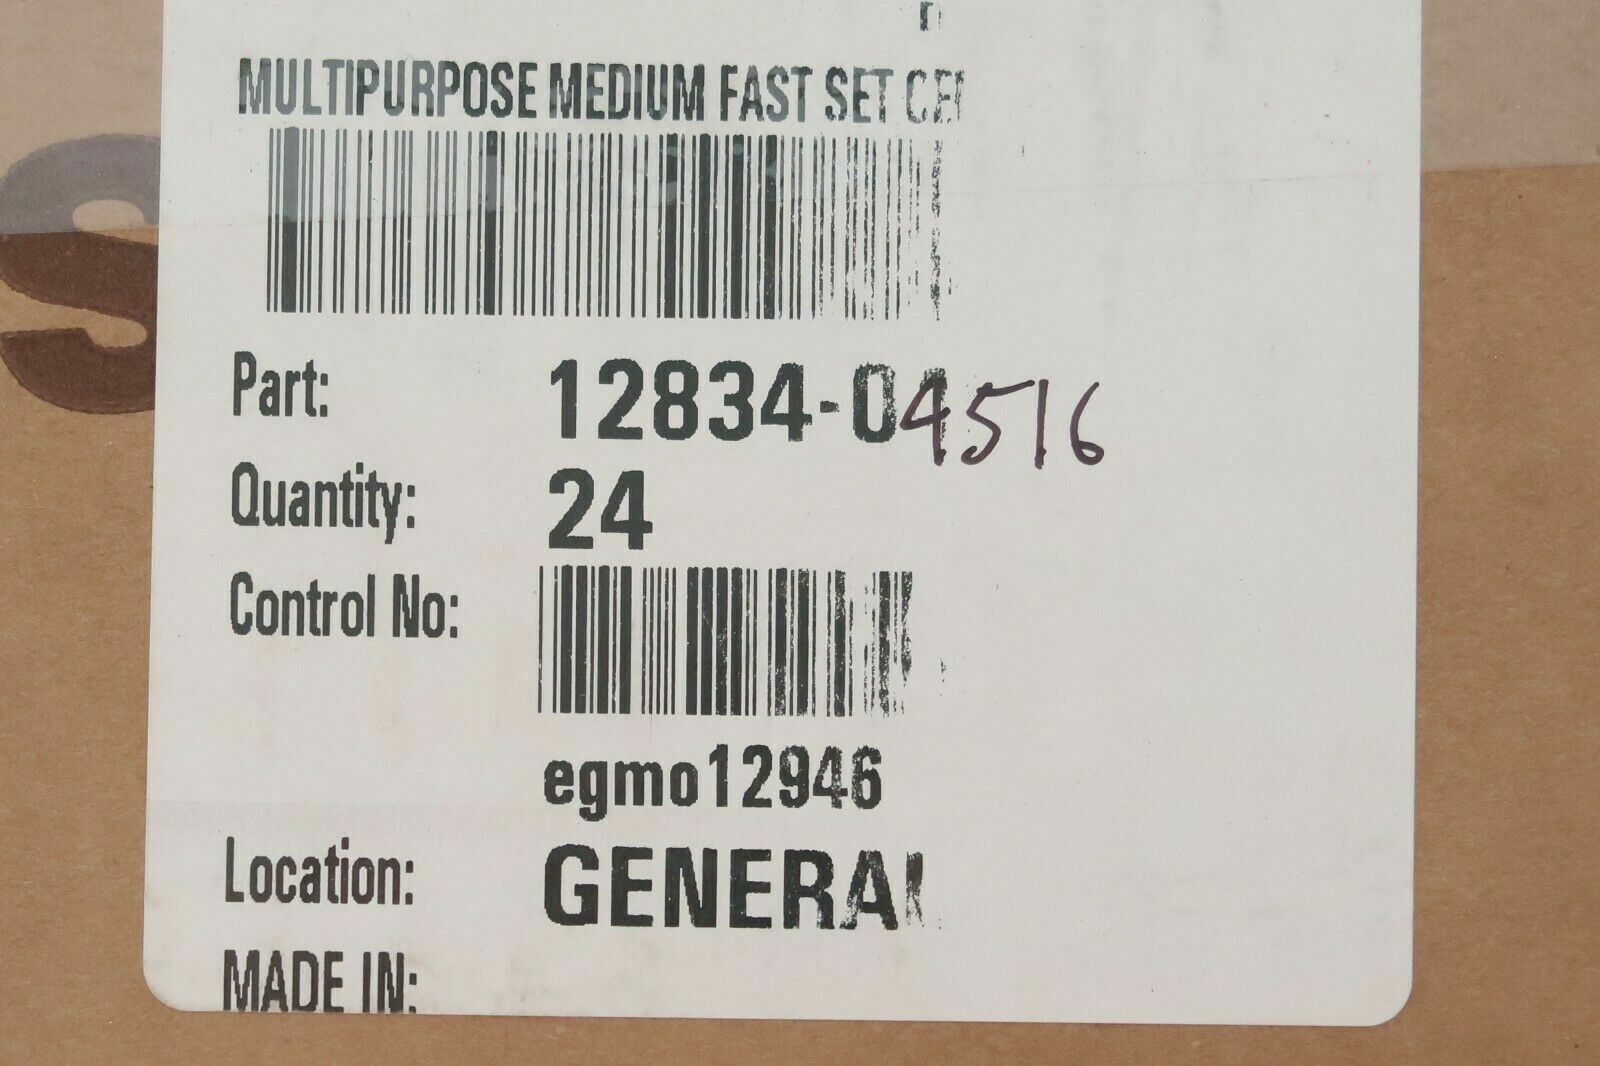 MULTIPURPOSE MEDIUM FAST SET
Part: 12834-04516
Quantity: 24
Control No:
egmo12946
Location: GENERAL
MADE IN: